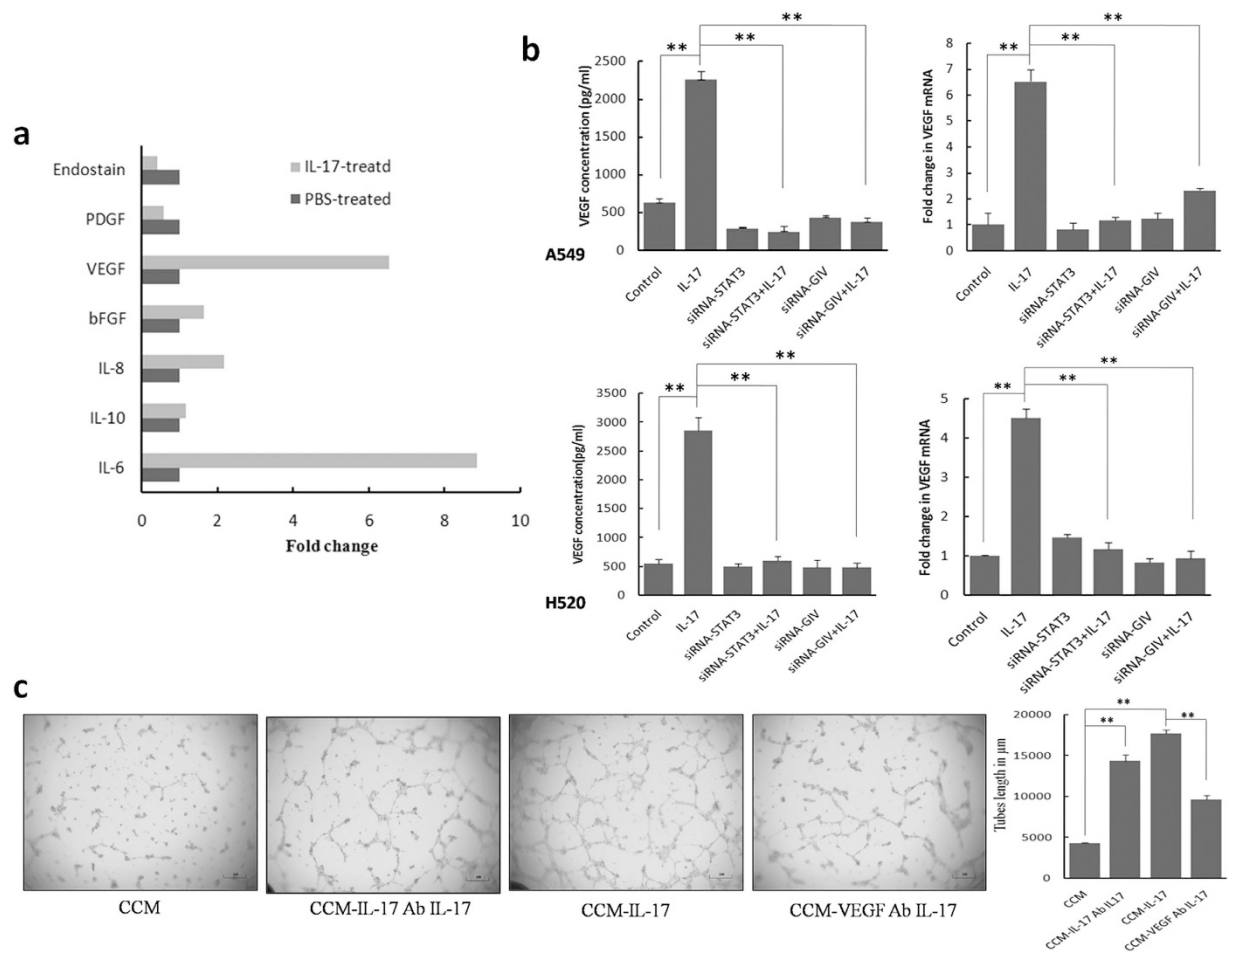 a
Endostain
PDGF
VEGF
bFGF
IL-8
IL-10
IL-6
IL-17-treatd
PBS-treated
0 2 4 6 8 10
Fold change
b
VEGF concentration (pg/ml)
2500
2000
1500
1000
500
0
** ** **
A549
Control
IL-17
siRNA-STAT3
siRNA-STAT3+IL-17
siRNA-GIV
siRNA-GIV+IL-17
Fold change in VEGF mRNA
8
7
6
5
4
3
2
1
0
** ** **
Control
IL-17
siRNA-STAT3
siRNA-STAT3+IL-17
siRNA-GIV
siRNA-GIV+IL-17
VEGF concentration(pg/ml)
3500
3000
2500
2000
1500
1000
500
0
** ** **
H520
Control
IL-17
siRNA-STAT3
siRNA-STAT3+IL-17
siRNA-GIV
siRNA-GIV+IL-17
Fold change in VEGF mRNA
5
4
3
2
1
0
** ** **
Control
IL-17
siRNA-STAT3
siRNA-STAT3+IL-17
siRNA-GIV
siRNA-GIV+IL-17
c
CCM
CCM-IL-17 Ab IL-17
CCM-IL-17
CCM-VEGF Ab IL-17
Tubes length in µm
20000
15000
10000
5000
0
** ** **
CCM
CCM-IL-17 Ab IL17
CCM-IL-17
CCM-VEGF Ab IL-17